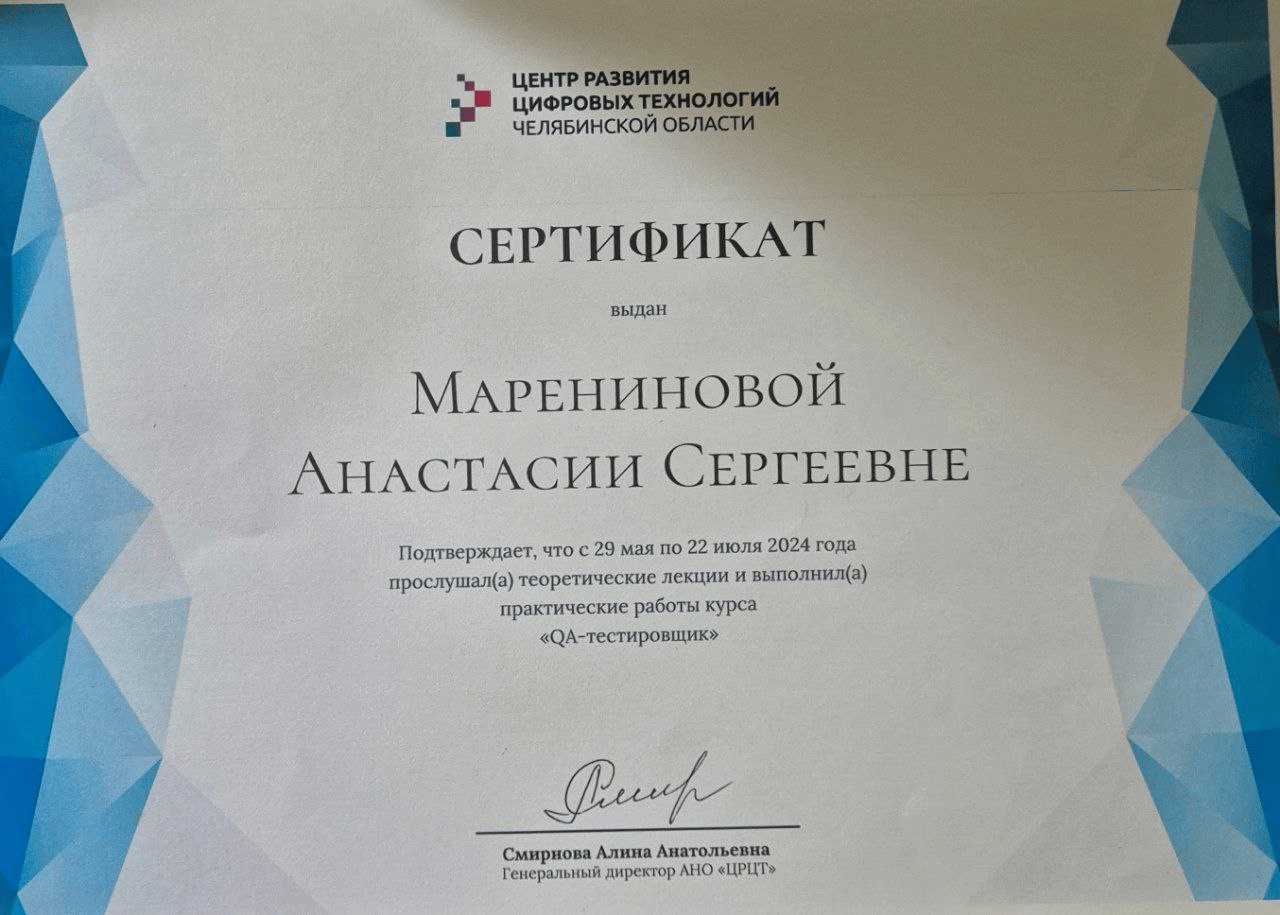 ЦЕНТР РАЗВИТИЯ
ЦИФРОВЫХ ТЕХНОЛОГИЙ
ЧЕЛЯБИНСКОЙ ОБЛАСТИ
СЕРТИФИКАТ
выдан
МАРЕНИНОВОЙ
АНАСТАСИИ СЕРГЕЕВНЕ
Подтверждает, что с 29 мая по 22 июля 2024 года
прослушал(а) теоретические лекции и выполнил(а)
практические работы курса
«QA-тестировщик»
Смирнова Алина Анатольевна
Генеральный директор АНО «ЦРЦТ»